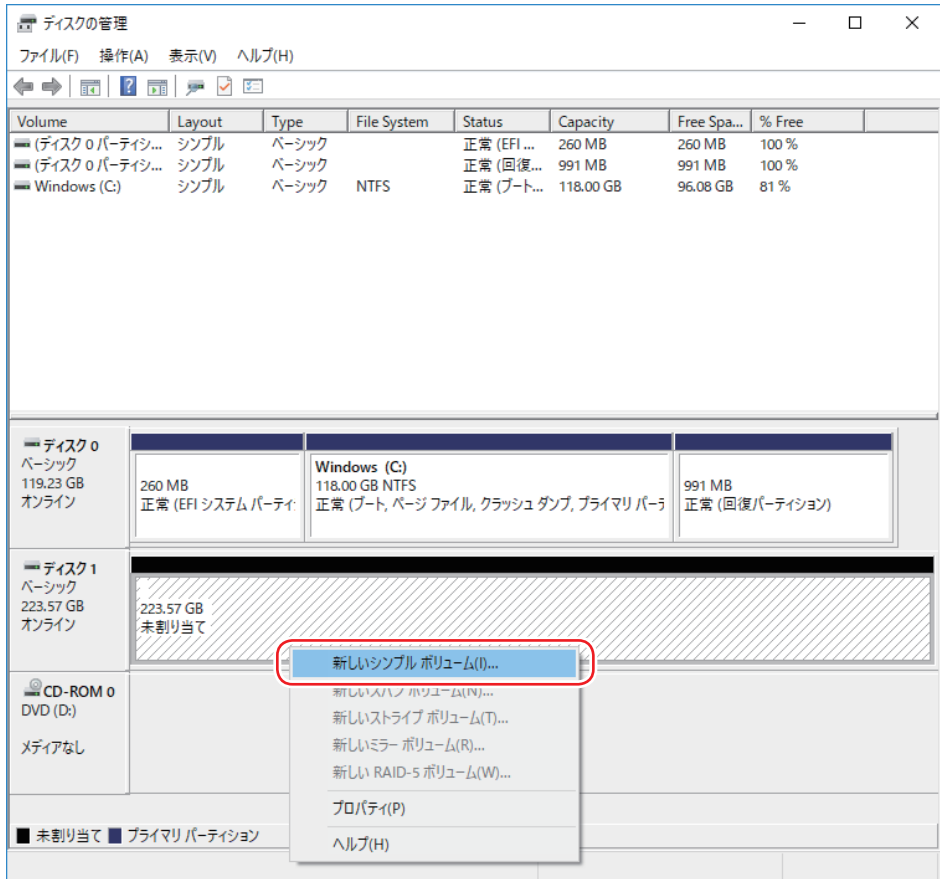 ディスクの管理
ファイル(F) 操作(A) 表示(V) ヘルプ(H)
Volume Layout Type File System Status Capacity Free Spa... % Free
(ディスク 0 パーティシ... シンプル ベーシック 正常 (EFI ... 260 MB 260 MB 100 %
(ディスク 0 パーティシ... シンプル ベーシック 正常 (回復... 991 MB 991 MB 100 %
Windows (C:) シンプル ベーシック NTFS 正常 (ブート... 118.00 GB 96.08 GB 81 %
ディスク 0
ベーシック
119.23 GB
オンライン
260 MB
正常 (EFI システム パーティ
Windows (C:)
118.00 GB NTFS
正常 (ブート, ページ ファイル, クラッシュ ダンプ, プライマリ パーテ
991 MB
正常 (回復パーティション)
ディスク 1
ベーシック
223.57 GB
オンライン
223.57 GB
未割り当て
新しいシンプル ボリューム(I)...
新しいスパン ボリューム(N)...
新しいストライプ ボリューム(T)...
新しいミラー ボリューム(R)...
新しい RAID-5 ボリューム(W)...
プロパティ(P)
ヘルプ(H)
CD-ROM 0
DVD (D:)
メディアなし
未割り当て プライマリ パーティション